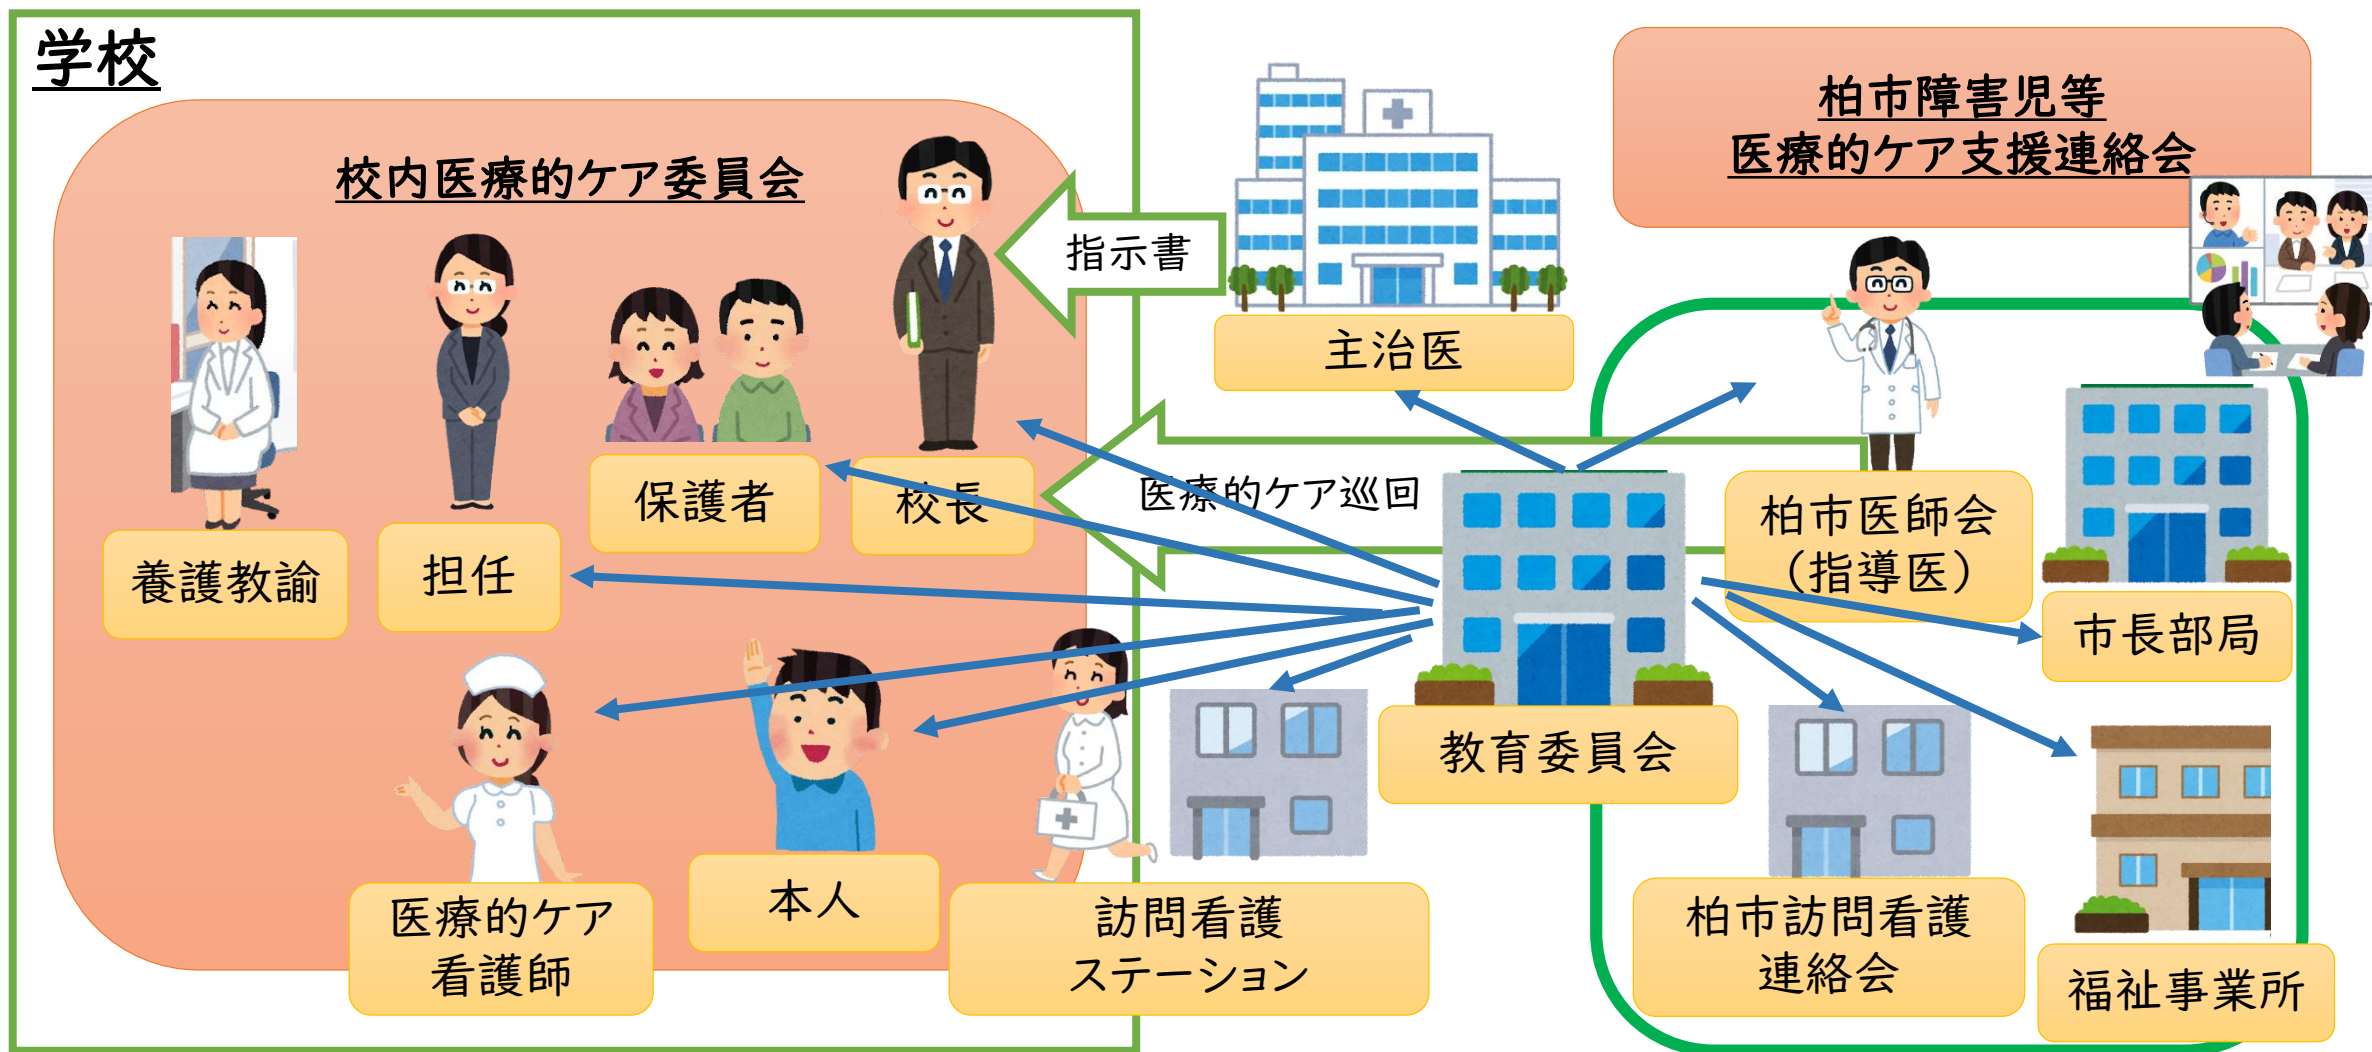 学校
校内医療的ケア委員会
養護教諭
担任
保護者
校長
医療的ケア
看護師
本人
訪問看護
ステーション
指示書
主治医
医療的ケア巡回
教育委員会
柏市障害児等
医療的ケア支援連絡会
柏市医師会
（指導医）
市長部局
柏市訪問看護
連絡会
福祉事業所